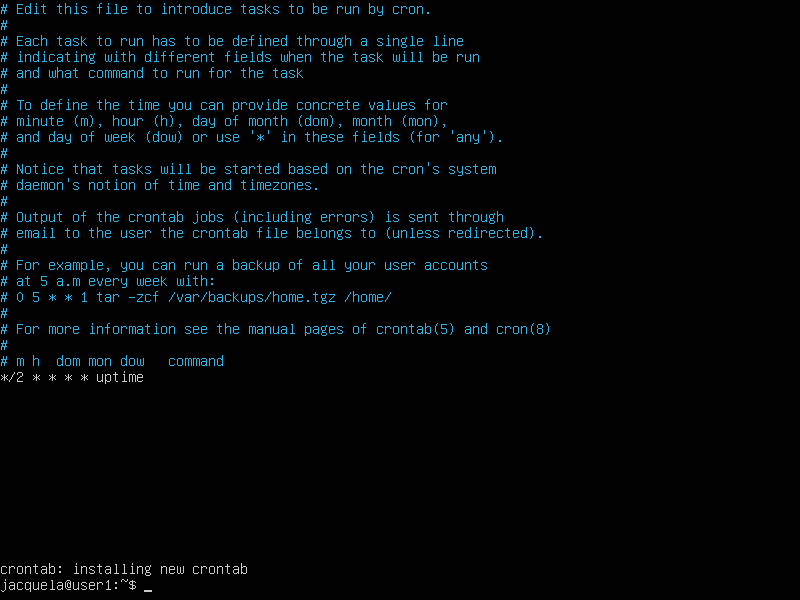 # Edit this file to introduce tasks to be run by cron.
#
# Each task to run has to be defined through a single line
# indicating with different fields when the task will be run
# and what command to run for the task
#
# To define the time you can provide concrete values for
# minute (m), hour (h), day of month (dom), month (mon),
# and day of week (dow) or use '*' in these fields (for 'any').
#
# Notice that tasks will be started based on the cron's system
# daemon's notion of time and timezones.
#
# Output of the crontab jobs (including errors) is sent through
# email to the user the crontab file belongs to (unless redirected).
#
# For example, you can run a backup of all your user accounts
# at 5 a.m every week with:
# 0 5 * * 1 tar -zcf /var/backups/home.tgz /home/
#
# For more information see the manual pages of crontab(5) and cron(8)
#
# m h  dom mon dow   command
*/2 * * * * uptime
crontab: installing new crontab
jacquela@user1:~$ _